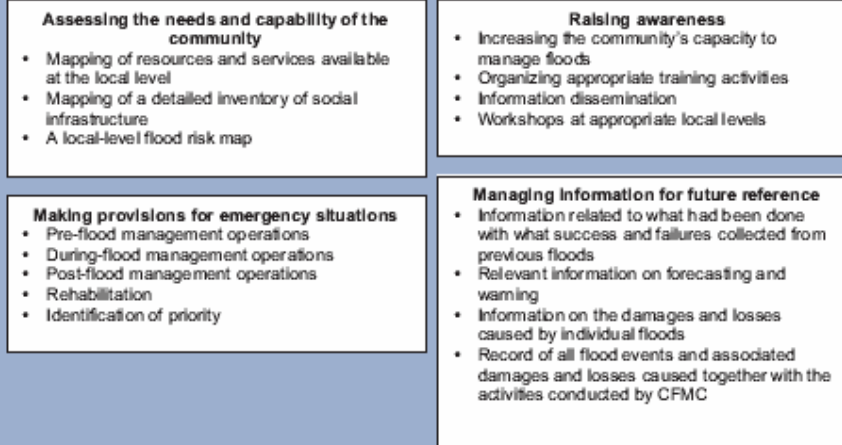 Assessing the needs and capability of the
community
• Mapping of resources and services available
at the local level
• Mapping of a detailed inventory of social
infrastructure
• A local-level flood risk map
Raising awareness
• Increasing the community's capacity to
manage floods
• Organizing appropriate training activities
• Information dissemination
• Workshops at appropriate local levels
Making provisions for emergency situations
• Pre-flood management operations
• During-flood management operations
• Post-flood management operations
• Rehabilitation
• Identification of priority
Managing information for future reference
• Information related to what had been done
with what success and failures collected from
previous floods
• Relevant information on forecasting and
warning
• Information on the damages and losses
caused by individual floods
• Record of all flood events and associated
damages and losses caused together with the
activities conducted by CFMC